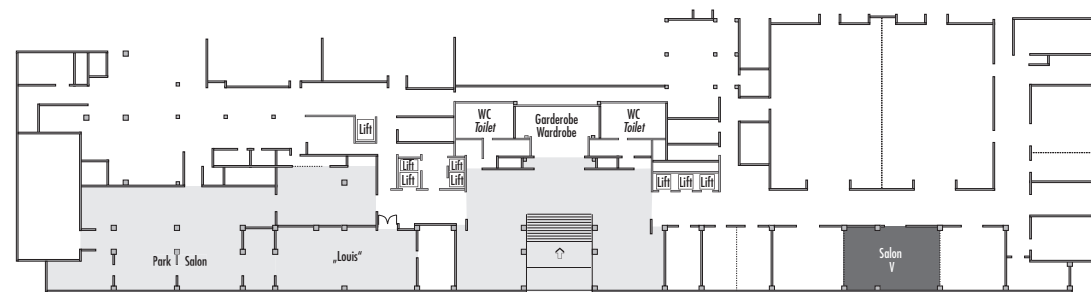 WC
Toilet
Garderobe
Wardrobe
WC
Toilet
Lift
Lift
Lift
Lift
Lift
Lift
Lift
Lift
Park Salon
„Louis“
Salon
V